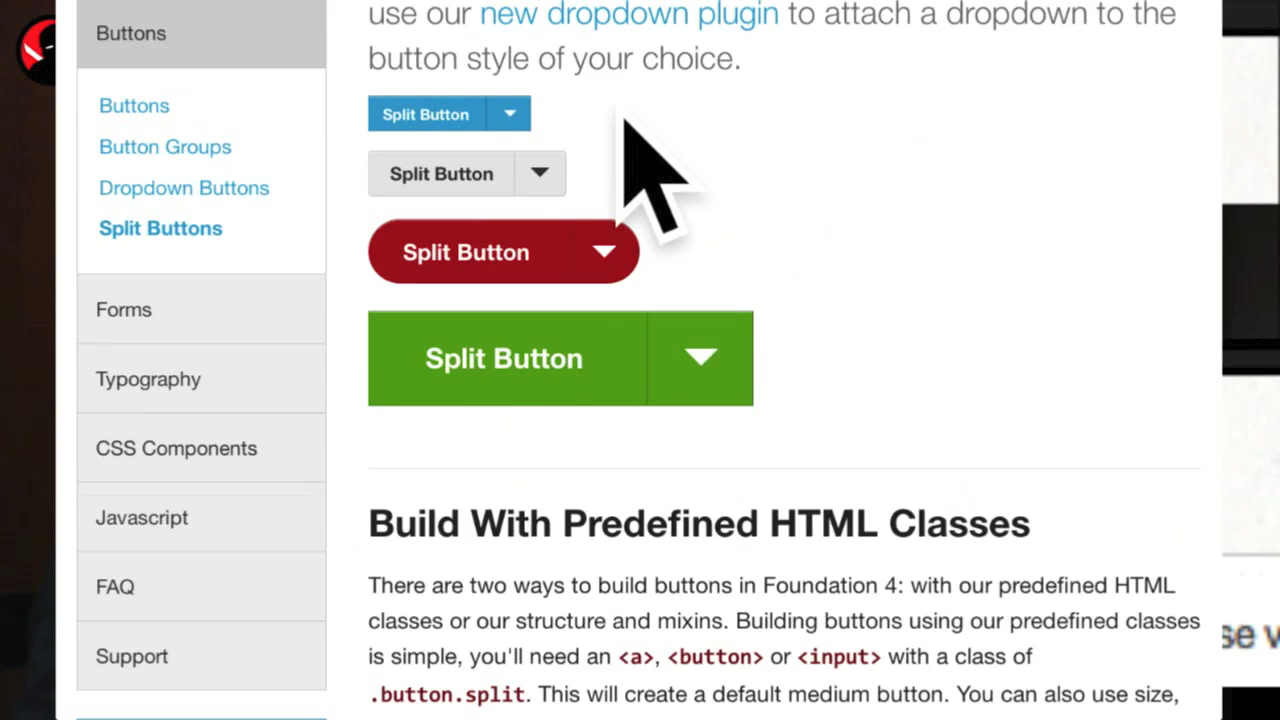 Buttons
Buttons
Button Groups
Dropdown Buttons
Split Buttons
Forms
Typography
CSS Components
Javascript
FAQ
Support
use our new dropdown plugin to attach a dropdown to the
button style of your choice.
Split Button
Split Button
Split Button
Split Button
Build With Predefined HTML Classes
There are two ways to build buttons in Foundation 4: with our predefined HTML
classes or our structure and mixins. Building buttons using our predefined classes
is simple, you'll need an <a>, <button> or <input> with a class of
.button.split. This will create a default medium button. You can also use size,